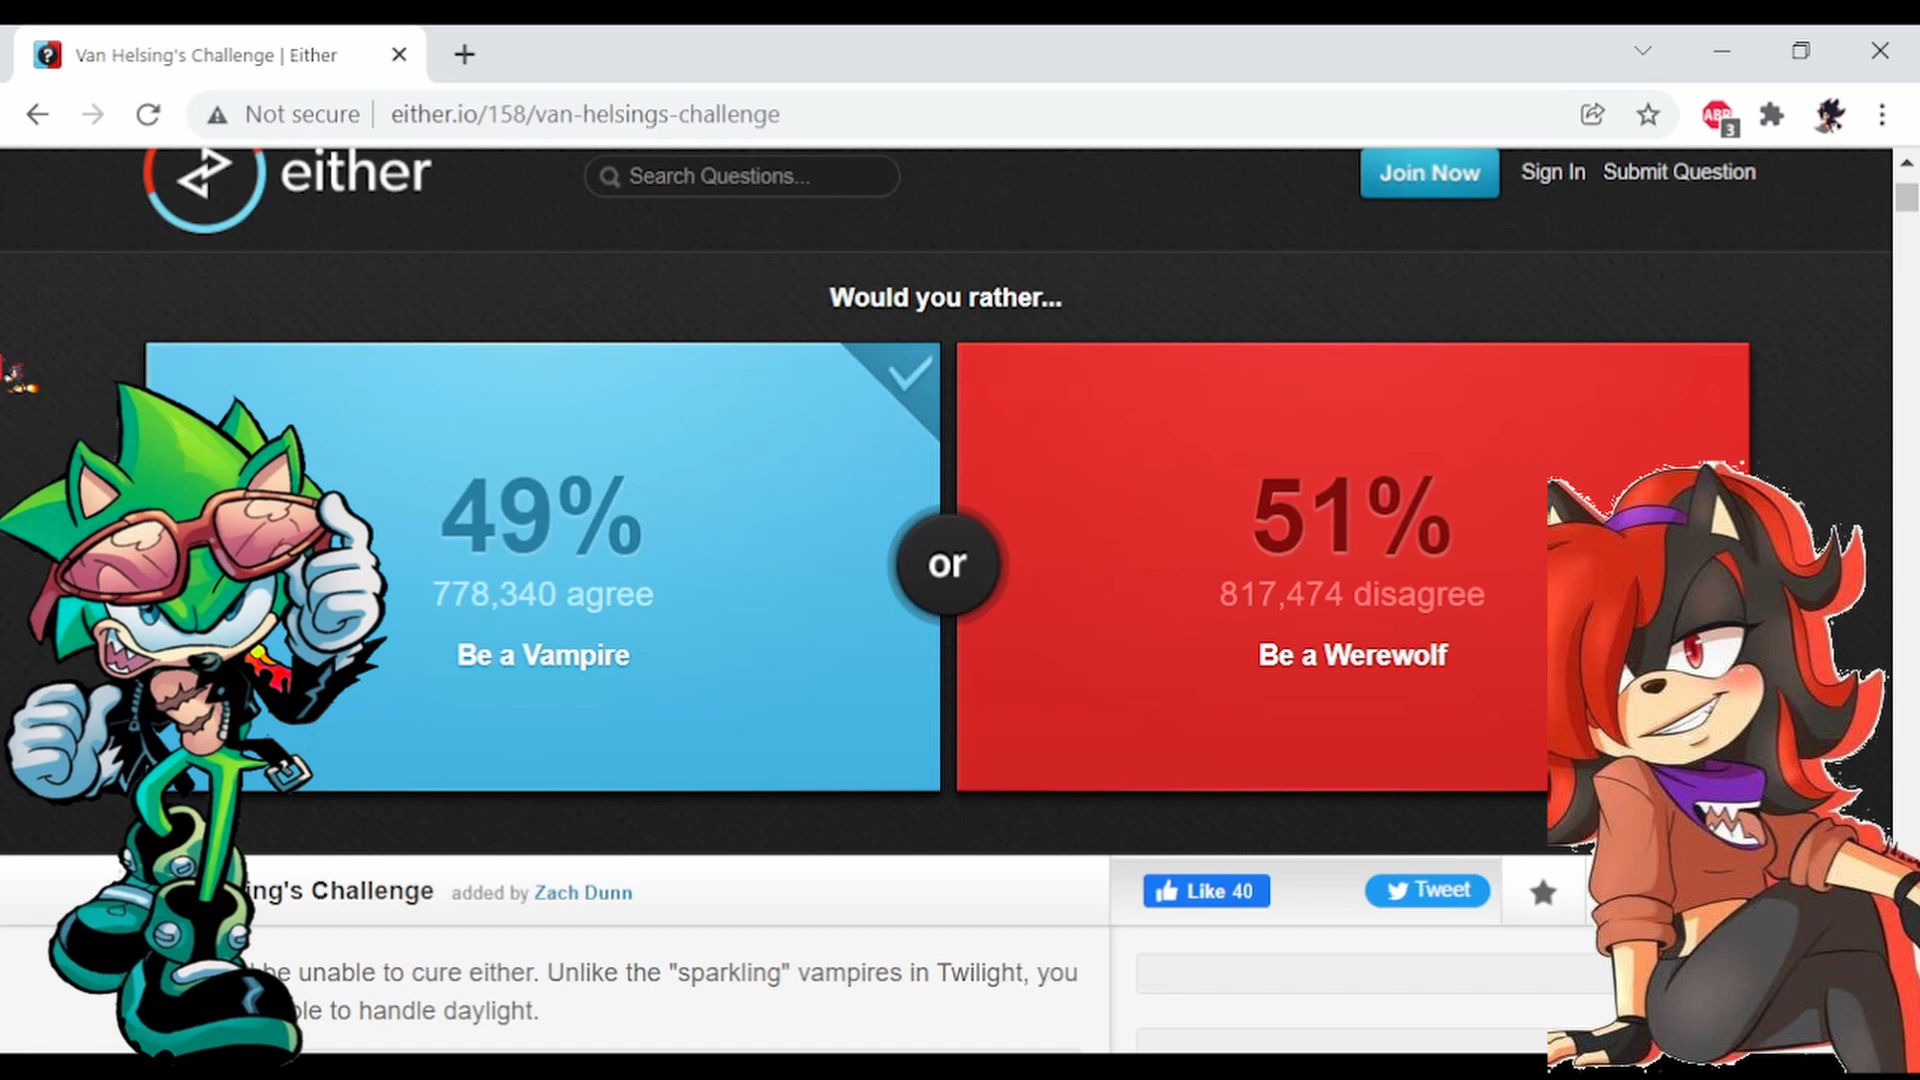 Van Helsing's Challenge | Either
Not secure
either.io/158/van-helsings-challenge
ABP
3
either
Search Questions...
Join Now
Sign In
Submit Question
Would you rather...
49%
778,340 agree
Be a Vampire
or
51%
817,474 disagree
Be a Werewolf
ing's Challenge
added by Zach Dunn
Like 40
Tweet
be unable to cure either. Unlike the "sparkling" vampires in Twilight, you
to handle daylight.